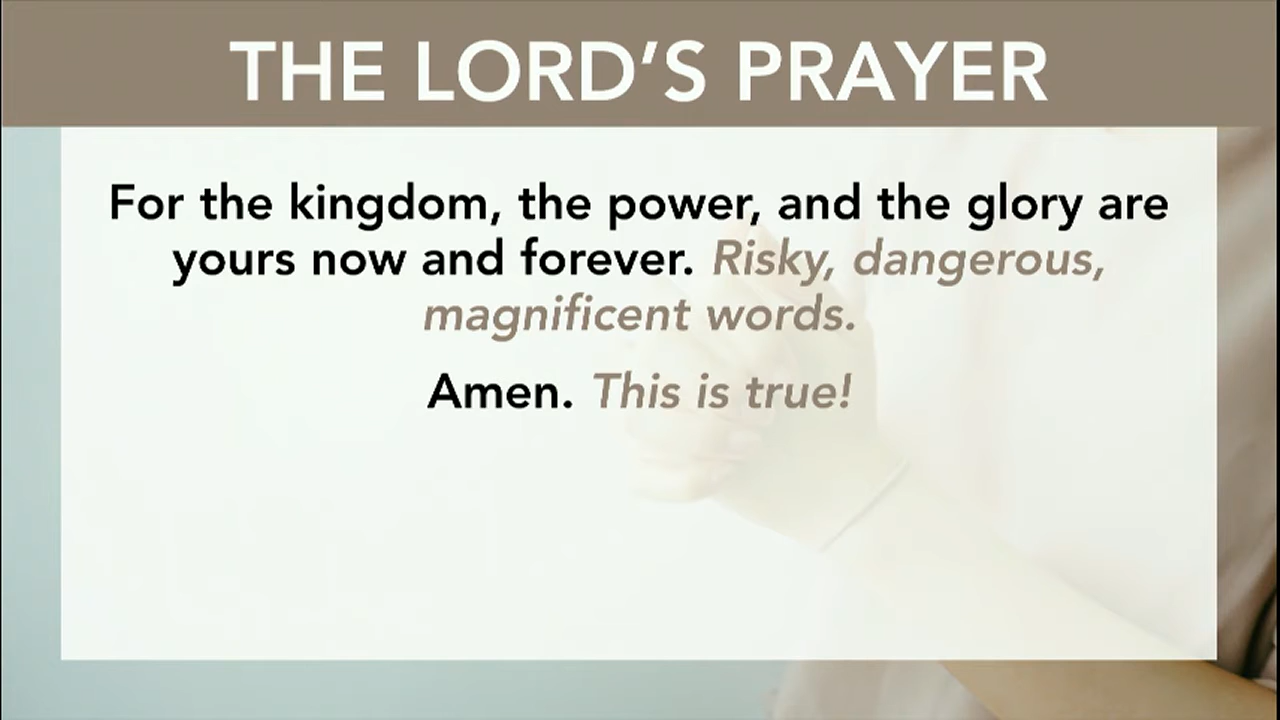 THE LORD’S PRAYER
For the kingdom, the power, and the glory are
yours now and forever. Risky, dangerous,
magnificent words.
Amen. This is true!